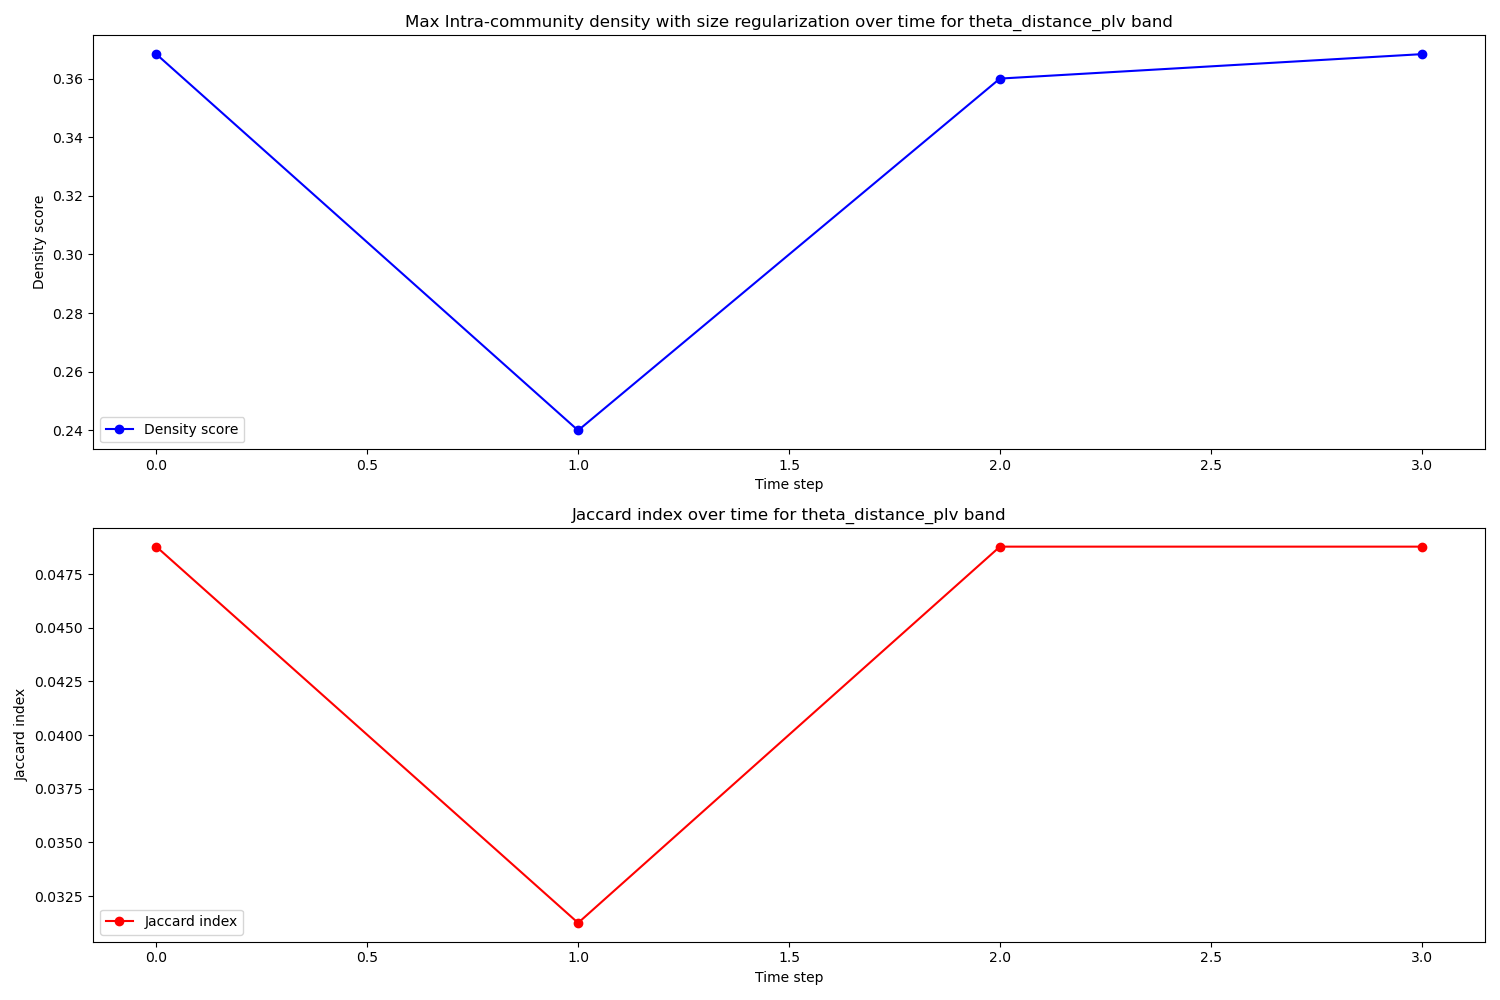 Max Intra-community density with size regularization over time for theta_distance_plv band
Density score
0.36
0.34
0.32
0.30
0.28
0.26
0.24
Density score
0.0 0.5 1.0 1.5 2.0 2.5 3.0
Time step
Jaccard index over time for theta_distance_plv band
Jaccard index
0.0475
0.0450
0.0425
0.0400
0.0375
0.0350
0.0325
Jaccard index
0.0 0.5 1.0 1.5 2.0 2.5 3.0
Time step